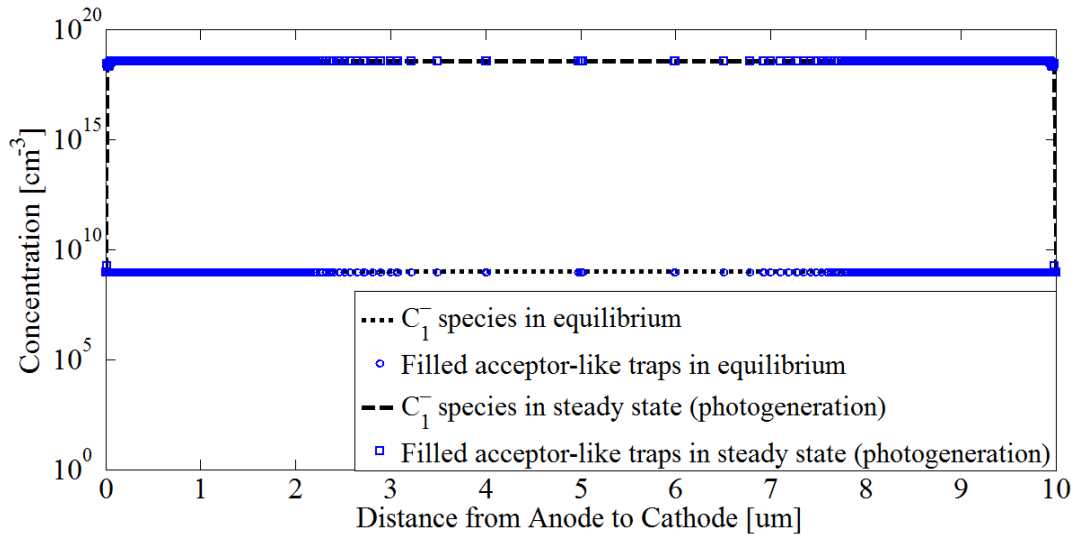 10^20
10^15
10^10
10^5
10^0
Concentration [cm^-3]
0 1 2 3 4 5 6 7 8 9 10
Distance from Anode to Cathode [um]
C_1^− species in equilibrium
Filled acceptor-like traps in equilibrium
C_1^− species in steady state (photogeneration)
Filled acceptor-like traps in steady state (photogeneration)